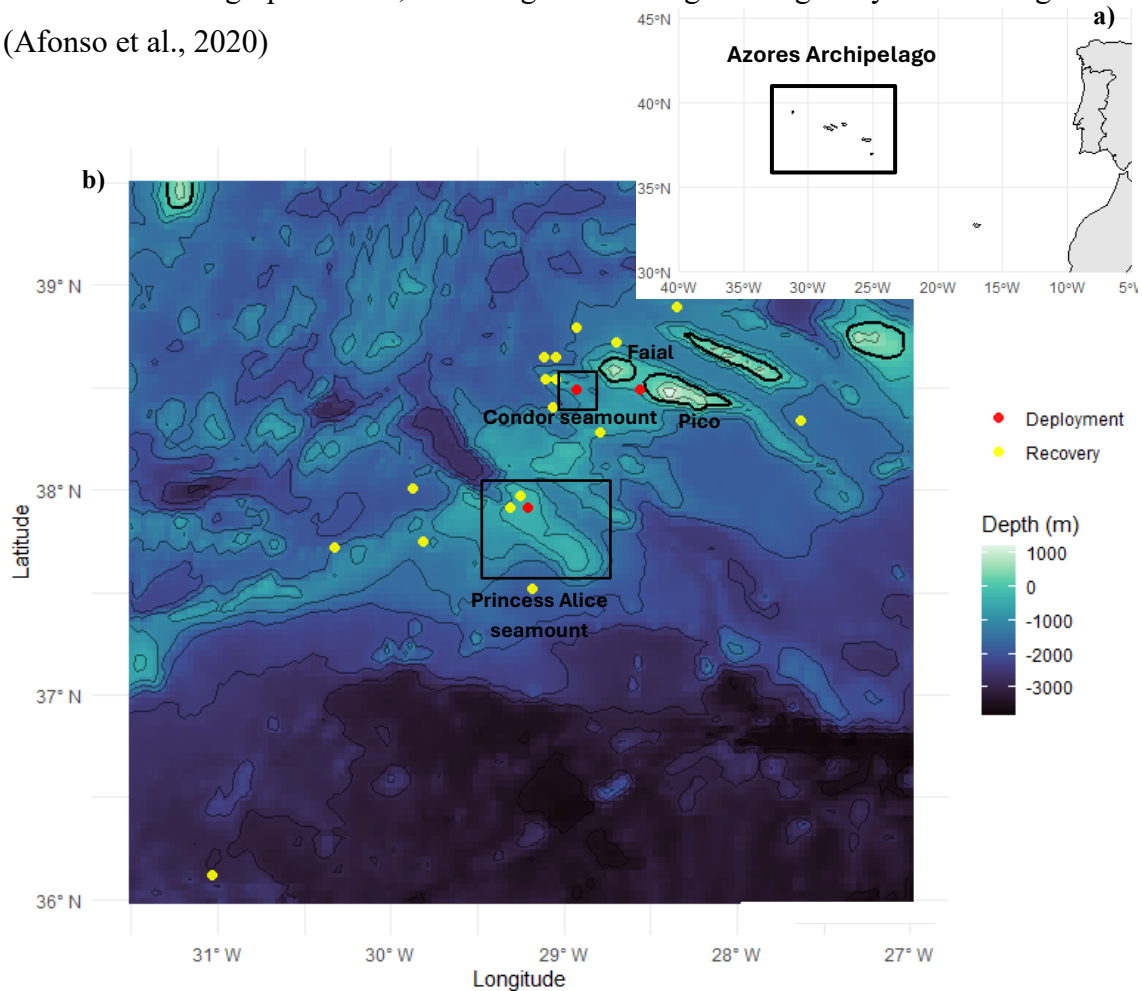 (Afonso et al., 2020)
a)
45°N
Azores Archipelago
40°N
35°N
30°N
40°W 35°W 30°W 25°W 20°W 15°W 10°W
b)
39° N
38° N
37° N
36° N
Latitude
Faial
Condor seamount
Pico
Princess Alice
seamount
31° W 30° W 29° W 28° W 27° W
Longitude
Deployment
Recovery
Depth (m)
1000
0
-1000
-2000
-3000